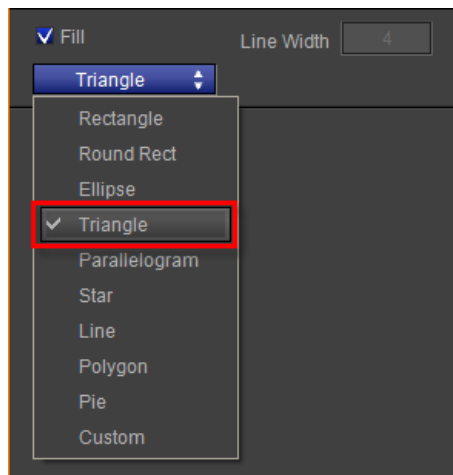 Fill
Line Width 4
Triangle
Rectangle
Round Rect
Ellipse
Triangle
Parallelogram
Star
Line
Polygon
Pie
Custom